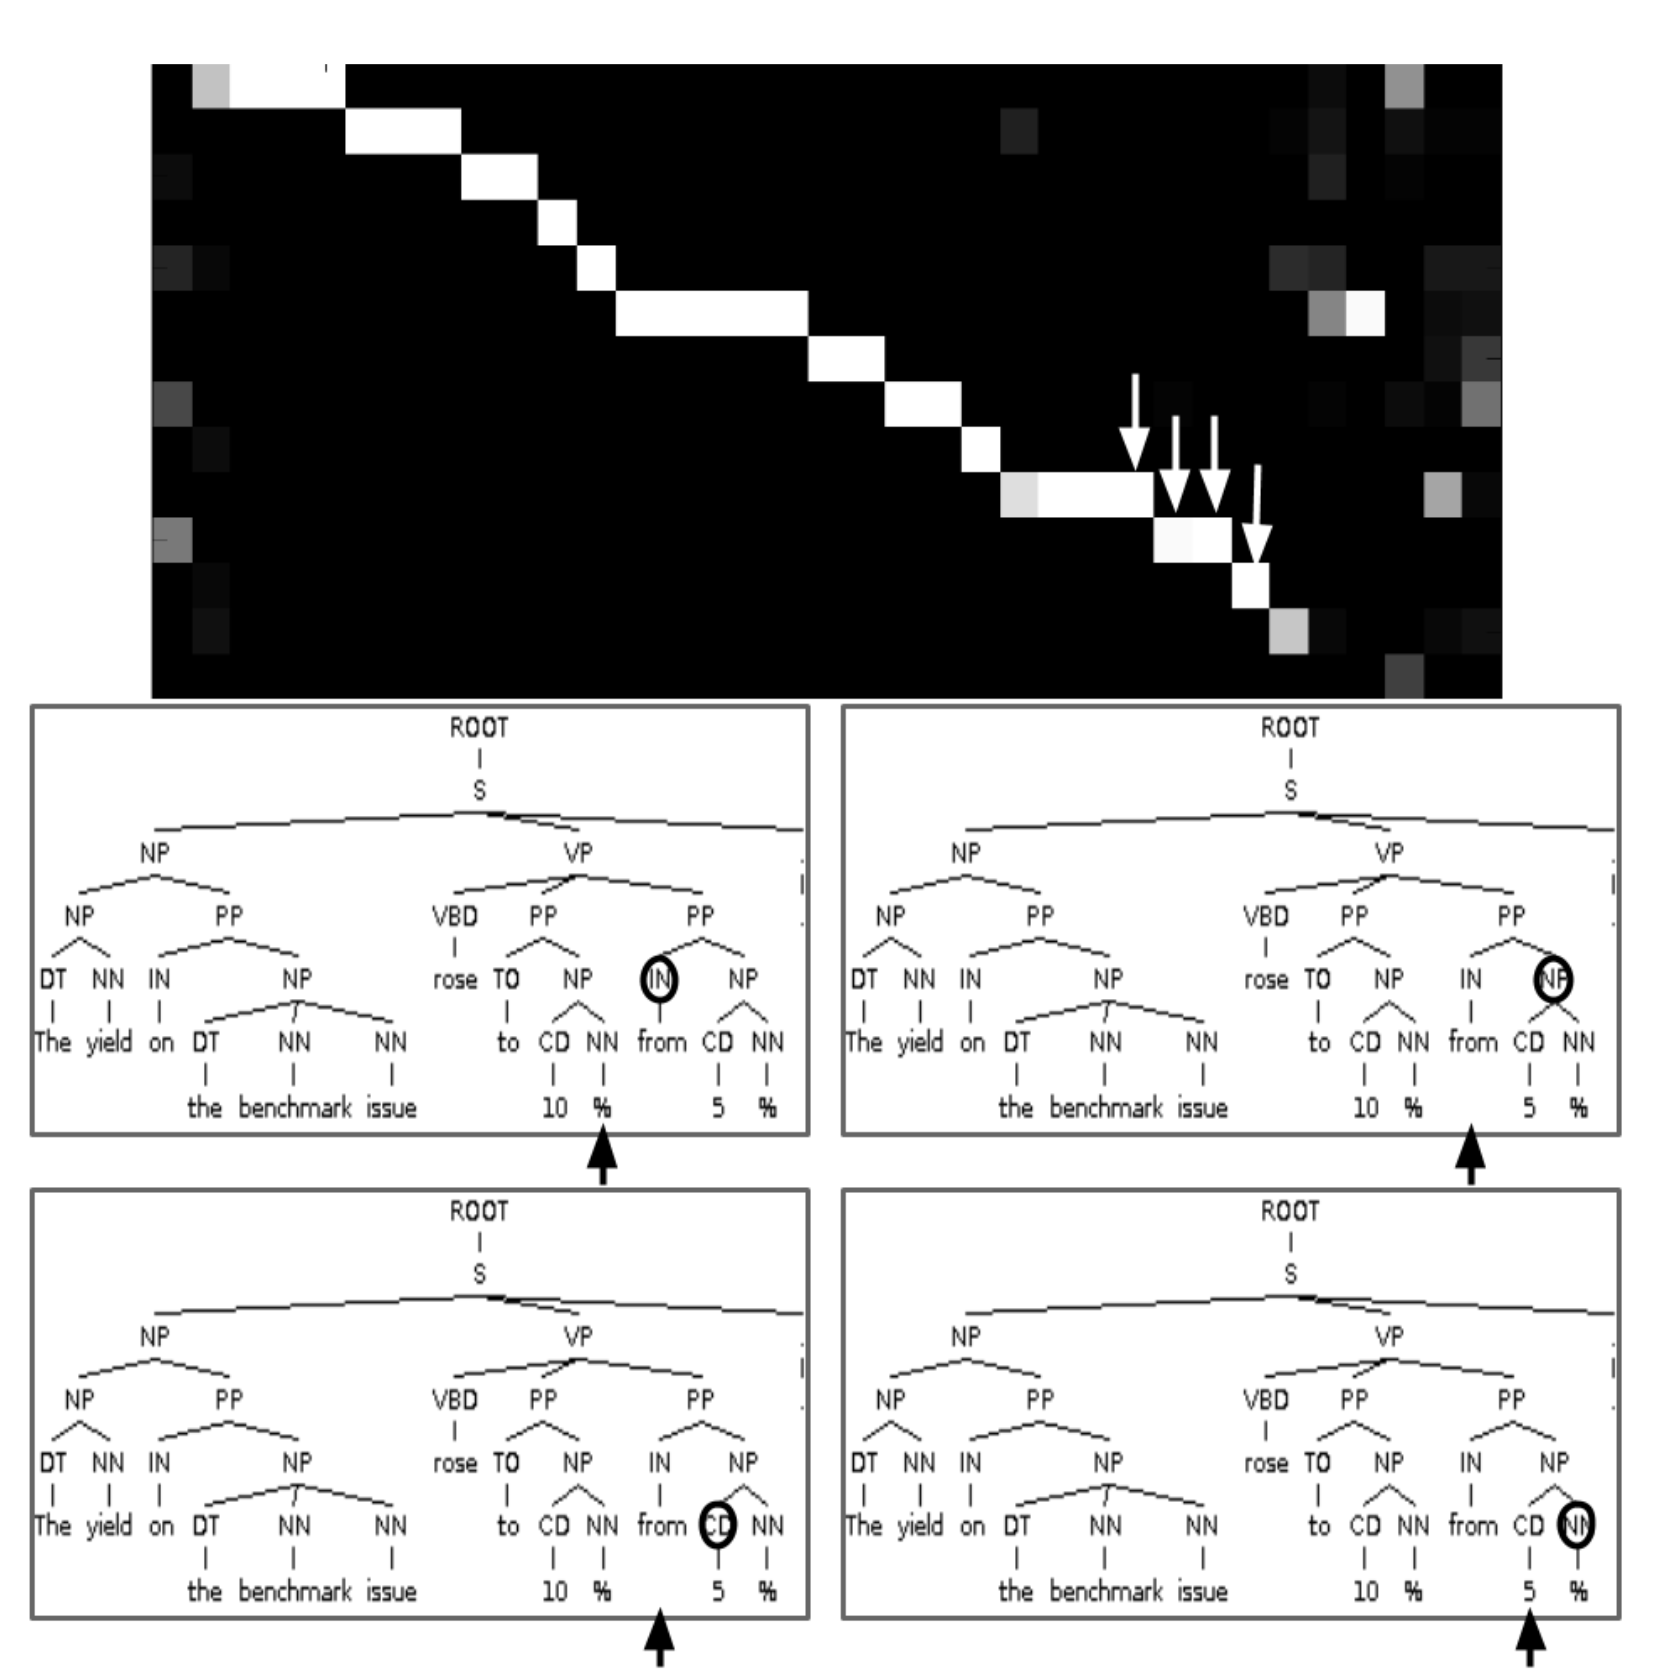 ROOT
S
NP VP .
NP PP VBD PP PP
DT NN IN NP rose TO NP IN NP
The yield on DT NN NN to CD NN from CD NN
the benchmark issue 10 % 5 %
ROOT
S
NP VP .
NP PP VBD PP PP
DT NN IN NP rose TO NP IN NP
The yield on DT NN NN to CD NN from CD NN
the benchmark issue 10 % 5 %
ROOT
S
NP VP .
NP PP VBD PP PP
DT NN IN NP rose TO NP IN NP
The yield on DT NN NN to CD NN from CD NN
the benchmark issue 10 % 5 %
ROOT
S
NP VP .
NP PP VBD PP PP
DT NN IN NP rose TO NP IN NP
The yield on DT NN NN to CD NN from CD NN
the benchmark issue 10 % 5 %